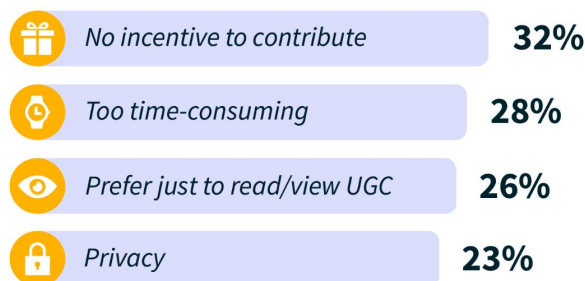 No incentive to contribute 32%
Too time-consuming 28%
Prefer just to read/view UGC 26%
Privacy 23%